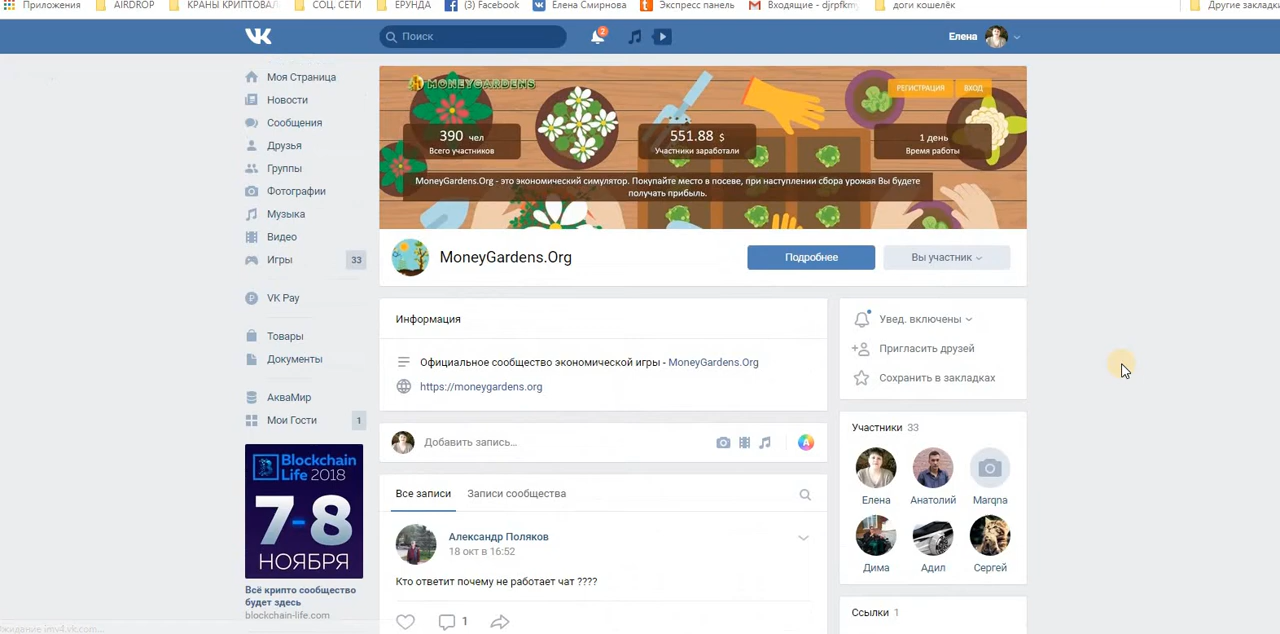 Приложения AIRDROP КРАНЫ КРИПТОВАЛ СОЦ. СЕТИ ЕРУНДА (3) Facebook Елена Смирнова Экспресс панель Входящие - djrpfkmy доги кошелёк Другие закладки
Поиск 2 Елена
Моя Страница
Новости
Сообщения
Друзья
Группы
Фотографии
Музыка
Видео
Игры 33
VK Pay
Товары
Документы
АкваМир
Мои Гости 1
Blockchain
Life 2018
7-8
НОЯБРЯ
Всё крипто сообщество
будет здесь
blockchain-life.com
MONEYGARDENS
РЕГИСТРАЦИЯ ВХОД
390 чел
Всего участников
551.88 $
Участники заработали
1 день
Время работы
MoneyGardens.Org - это экономический симулятор. Покупайте место в посеве, при наступлении сбора урожая Вы будете
получать прибыль.
MoneyGardens.Org
Подробнее
Вы участник
Информация
Официальное сообщество экономической игры - MoneyGardens.Org
https://moneygardens.org
Добавить запись...
Все записи Записи сообщества
Александр Поляков
18 окт в 16:52
Кто ответит почему не работает чат ????
1
Увед. включены
Пригласить друзей
Сохранить в закладках
Участники 33
Елена Анатолий Marqna
Дима Адил Сергей
Ссылки 1